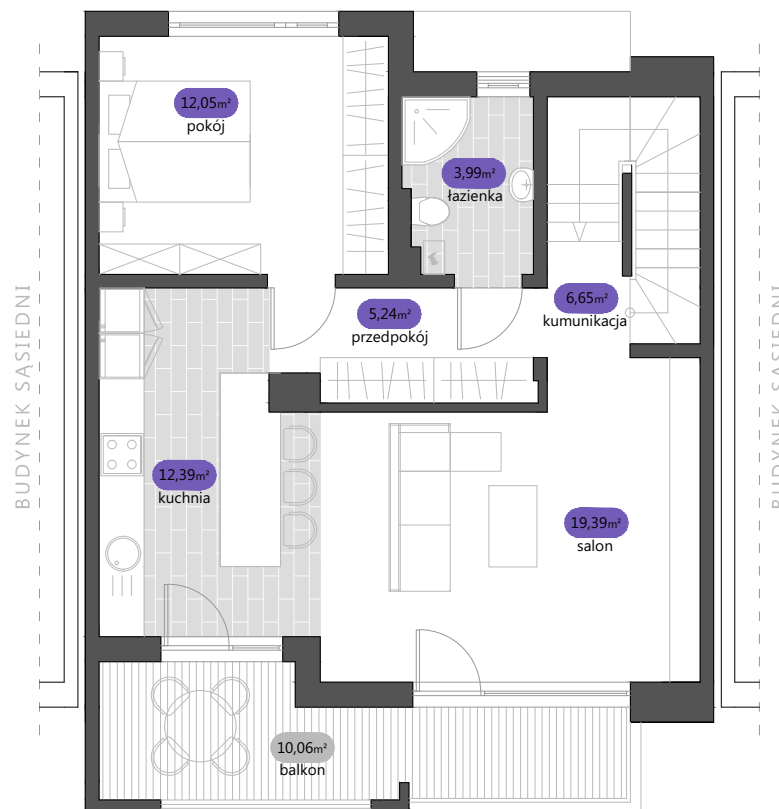 12,05m²
pokój
3,99m²
łazienka
6,65m²
kumunikacja
5,24m²
przedpokój
12,39m²
kuchnia
19,39m²
salon
10,06m²
balkon
BUDYNEK SĄSIEDNI
BUDYNEK SĄSIEDNI